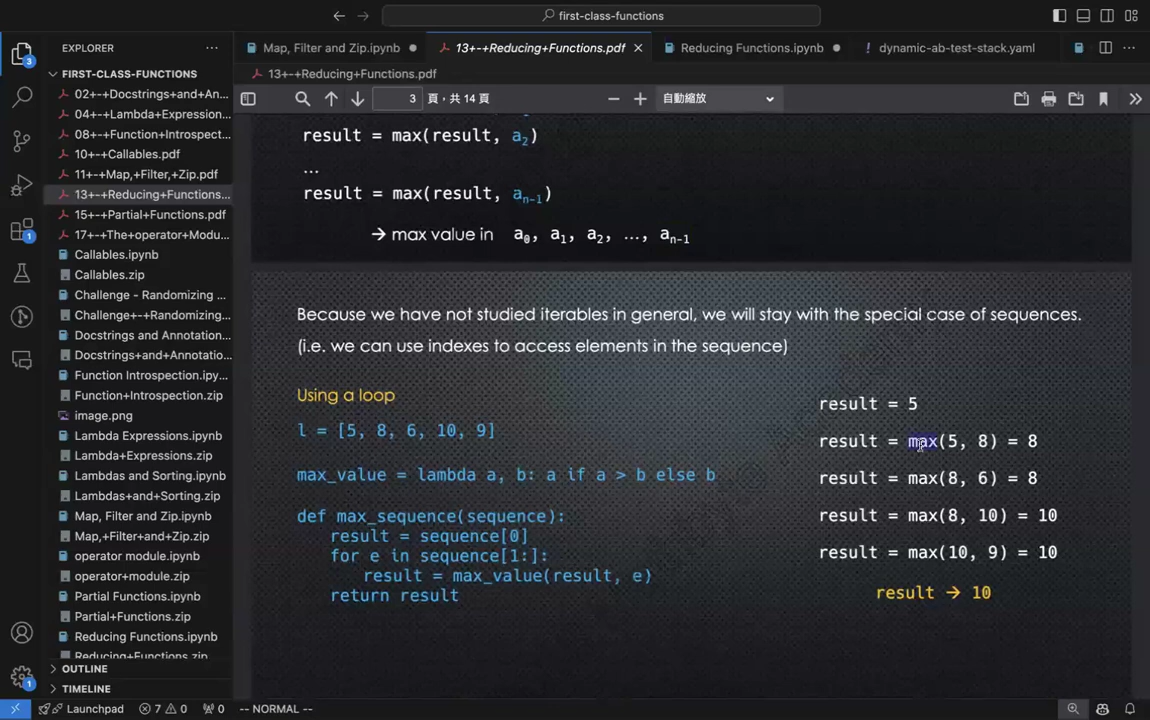 first-class-functions
EXPLORER
FIRST-CLASS-FUNCTIONS
02+-+Docstrings+and+An...
04+-+Lambda+Expression...
08+-+Function+Introspect...
10+-+Callables.pdf
11+-+Map,+Filter,+Zip.pdf
13+-+Reducing+Functions...
15+-+Partial+Functions.pdf
17+-+The+operator+Modu...
Callables.ipynb
Callables.zip
Challenge - Randomizing ...
Challenge+-+Randomizing...
Docstrings and Annotation...
Docstrings+and+Annotatio...
Function Introspection.ipy...
Function+Introspection.zip
image.png
Lambda Expressions.ipynb
Lambda+Expressions.zip
Lambdas and Sorting.ipynb
Lambdas+and+Sorting.zip
Map, Filter and Zip.ipynb
Map,+Filter+and+Zip.zip
operator module.ipynb
operator+module.zip
Partial Functions.ipynb
Partial+Functions.zip
Reducing Functions.ipynb
Reducing+Functions.zip
OUTLINE
TIMELINE
Map, Filter and Zip.ipynb
13+-+Reducing+Functions.pdf
Reducing Functions.ipynb
dynamic-ab-test-stack.yaml
13+-+Reducing+Functions.pdf
3 頁，共 14 頁
自動縮放
result = max(result, a2)
...
result = max(result, an-1)
→ max value in a0, a1, a2, ..., an-1
Because we have not studied iterables in general, we will stay with the special case of sequences.
(i.e. we can use indexes to access elements in the sequence)
Using a loop
l = [5, 8, 6, 10, 9]
max_value = lambda a, b: a if a > b else b
def max_sequence(sequence):
result = sequence[0]
for e in sequence[1:]:
result = max_value(result, e)
return result
result = 5
result = max(5, 8) = 8
result = max(8, 6) = 8
result = max(8, 10) = 10
result = max(10, 9) = 10
result → 10
3
1
1
Launchpad 7 0 0 -- NORMAL --